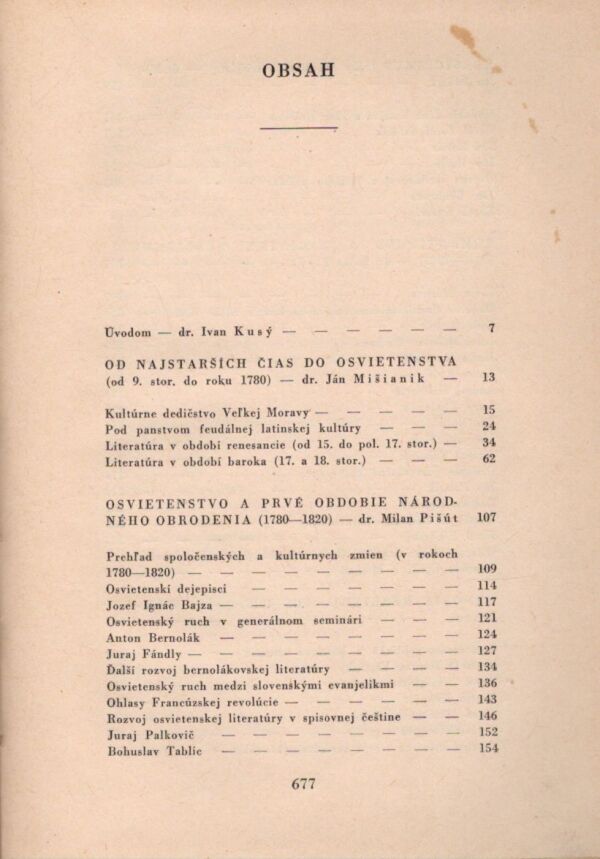 OBSAH
Úvodom — dr. Ivan Kusý — — — — — — 7
OD NAJSTARŠÍCH ČIAS DO OSVIETENSTVA
(od 9. stor. do roku 1780) — dr. Ján Mišianik — 13
Kultúrne dedičstvo Veľkej Moravy — — — — — 15
Pod panstvom feudálnej latinskej kultúry — — — 24
Literatúra v období renesancie (od 15. do pol. 17. stor.) — 34
Literatúra v období baroka (17. a 18. stor.) — — — 62
OSVIETENSTVO A PRVÉ OBDOBIE NÁROD-
NÉHO OBRODENIA (1780—1820) — dr. Milan Pišút 107
Prehľad spoločenských a kultúrnych zmien (v rokoch
1780—1820) — — — — — — — — — 109
Osvietenskí dejepisci — — — — — — — 114
Jozef Ignác Bajza — — — — — — — — 117
Osvietenský ruch v generálnom seminári — — — 121
Anton Bernolák — — — — — — — — 124
Juraj Fándly — — — — — — — — — 127
Ďalší rozvoj bernolákovskej literatúry — — — — 134
Osvietenský ruch medzi slovenskými evanjelikmi — — 136
Ohlasy Francúzskej revolúcie — — — — — — 143
Rozvoj osvietenskej literatúry v spisovnej češtine — — 146
Juraj Palkovič — — — — — — — — 152
Bohuslav Tablic — — — — — — — — 154
677